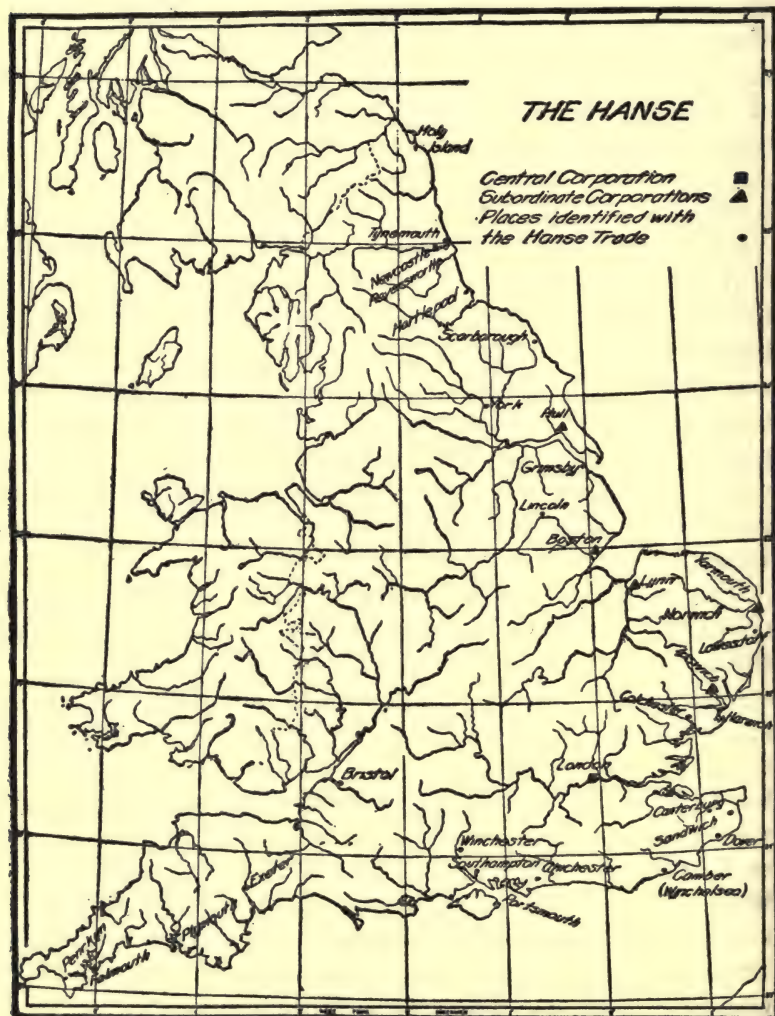 THE HANSE
Central Corporation
Subordinate Corporations
Places identified with
the Hanse Trade
Holy
Island
Tynemouth
Newcastle
Hartlepool
Scarborough
York
Hull
Grimsby
Lincoln
Boston
Lynn
Yarmouth
Norwich
Lowestoft
Ipswich
Colchester
Harwich
London
Bristol
Canterbury
Sandwich
Dover
Winchester
Southampton
Chichester
Camber
(Winchelsea)
Portsmouth
Exeter
Plymouth
Falmouth